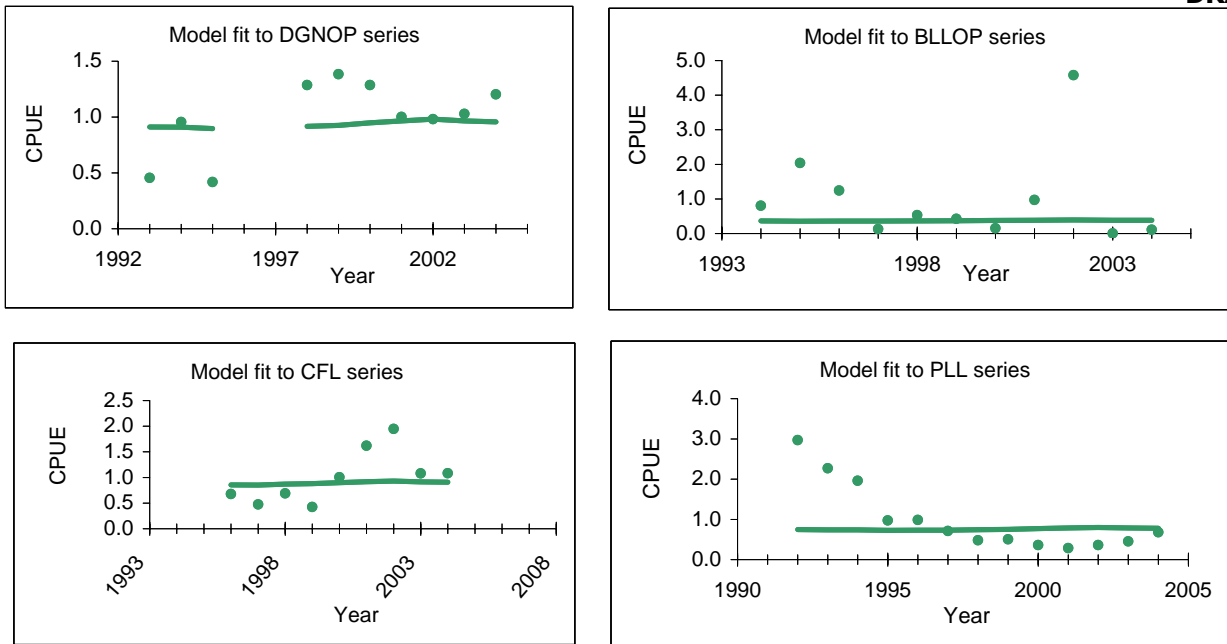 Model fit to DGNOP series
1.5
1.0
0.5
0.0
CPUE
1992 1997 2002
Year
Model fit to BLLOP series
5.0
4.0
3.0
2.0
1.0
0.0
CPUE
1993 1998 2003
Year
Model fit to CFL series
2.5
2.0
1.5
1.0
0.5
0.0
CPUE
1993 1998 2003 2008
Year
Model fit to PLL series
4.0
3.0
2.0
1.0
0.0
CPUE
1990 1995 2000 2005
Year